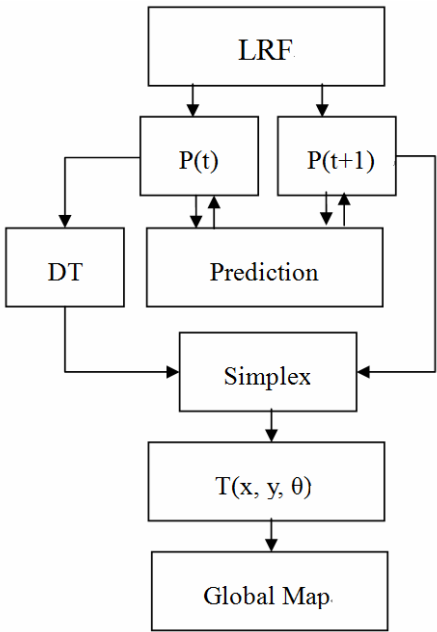 LRF
P(t)
P(t+1)
DT
Prediction
Simplex
T(x, y, θ)
Global Map